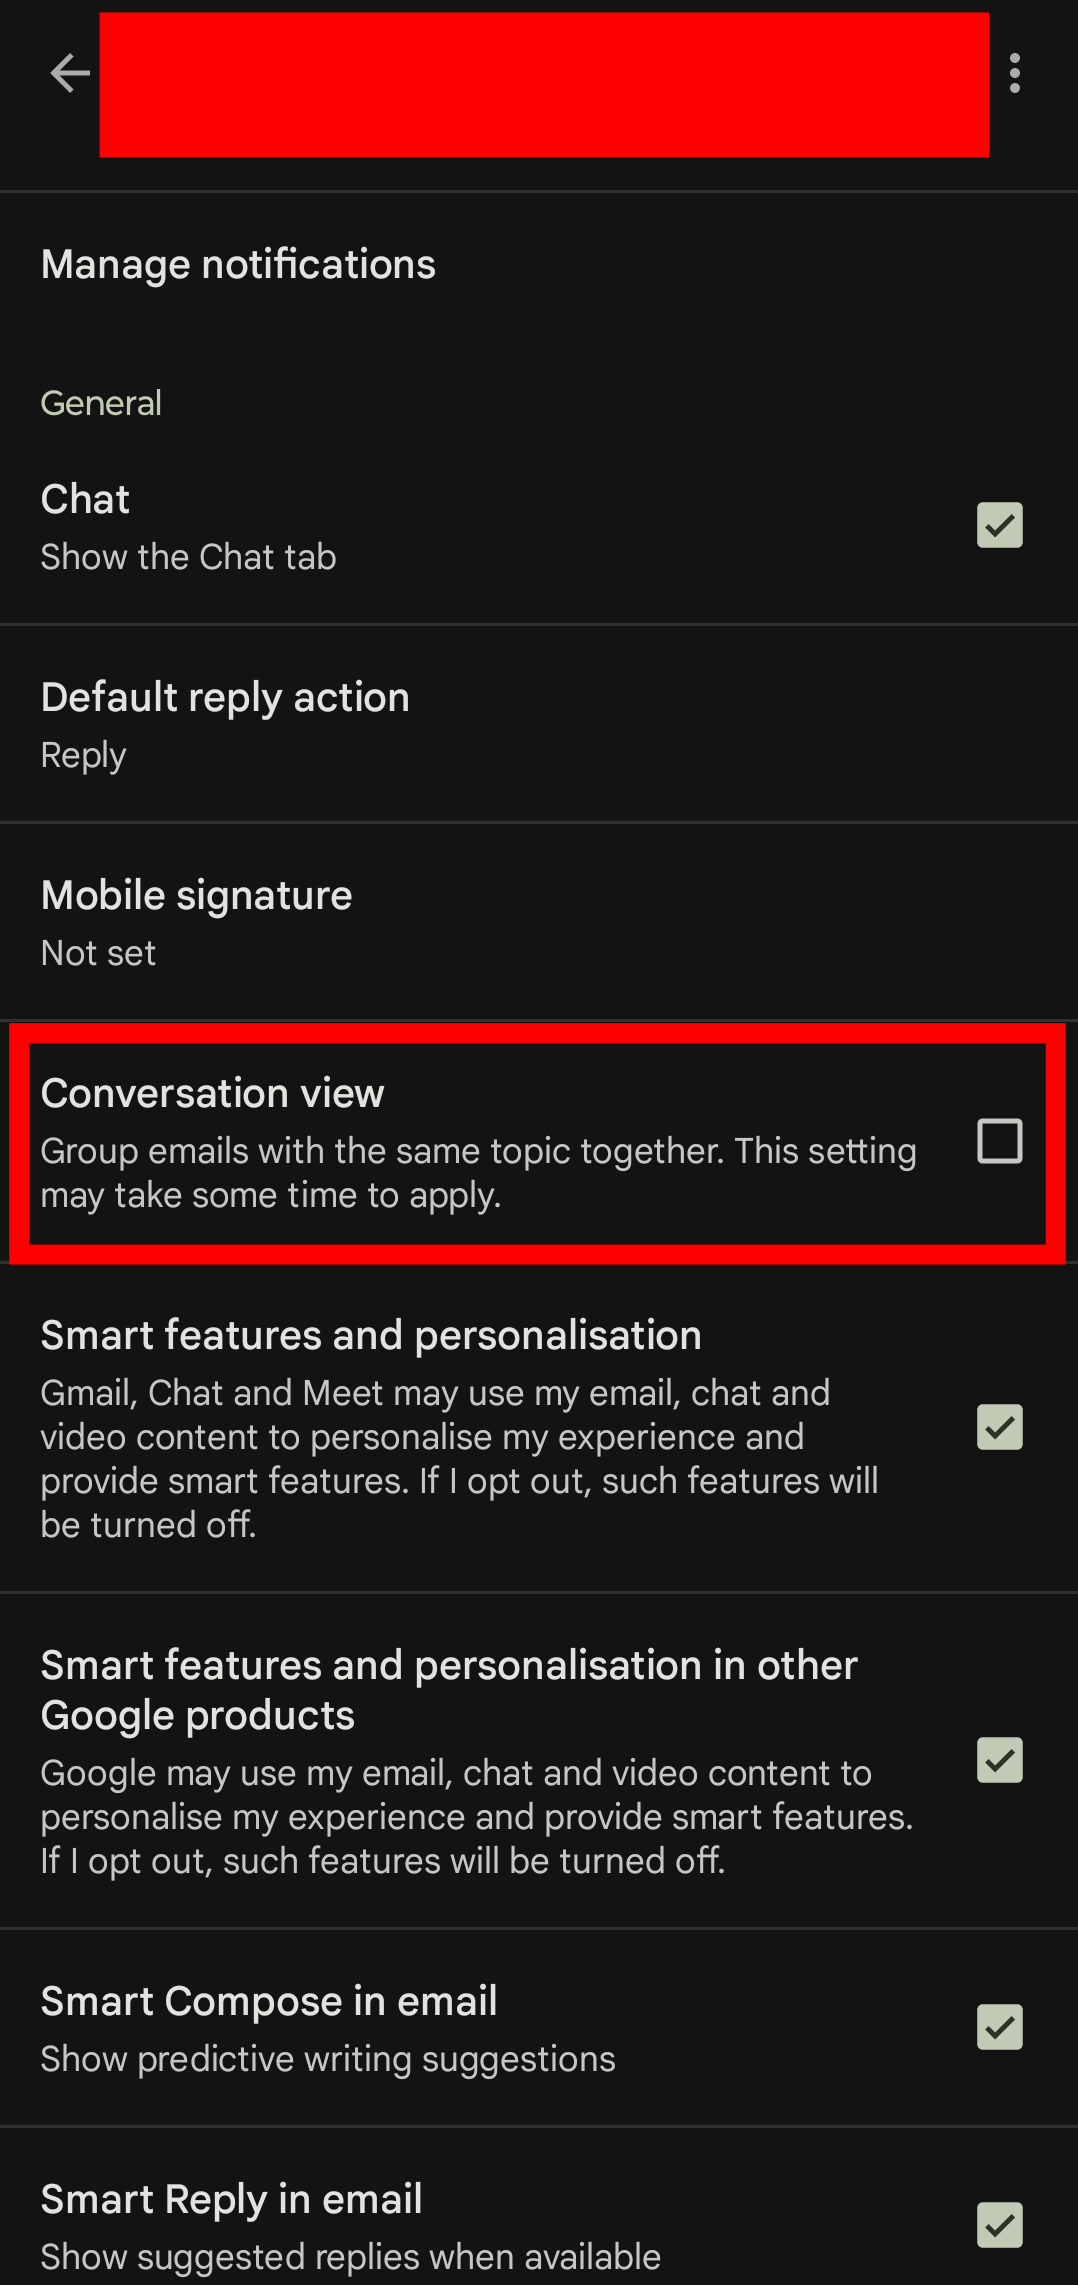 Manage notifications
General
Chat
Show the Chat tab
Default reply action
Reply
Mobile signature
Not set
Conversation view
Group emails with the same topic together. This setting
may take some time to apply.
Smart features and personalisation
Gmail, Chat and Meet may use my email, chat and
video content to personalise my experience and
provide smart features. If I opt out, such features will
be turned off.
Smart features and personalisation in other
Google products
Google may use my email, chat and video content to
personalise my experience and provide smart features.
If I opt out, such features will be turned off.
Smart Compose in email
Show predictive writing suggestions
Smart Reply in email
Show suggested replies when available